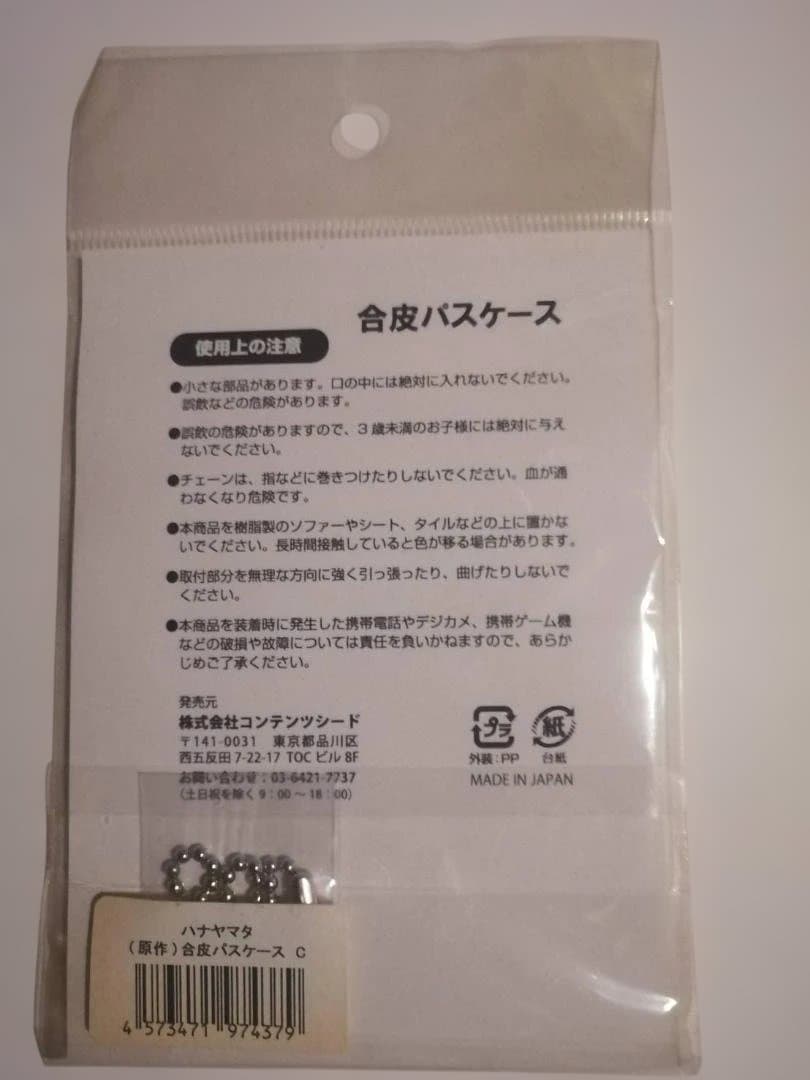 合皮パスケース
使用上の注意
●小さな部品があります。口の中には絶対に入れないでください。
誤飲などの危険があります。
●誤飲の危険がありますので、3歳未満のお子様には絶対に与え
ないでください。
●チェーンは、指などに巻きつけたりしないでください。血が通
わなくなり危険です。
●本商品を樹脂製のソファーやシート、タイルなどの上に置かな
いでください。長時間接触していると色が移る場合があります。
●取付部分を無理な方向に強く引っ張ったり、曲げたりしないで
ください。
●本商品を装着時に発生した携帯電話やデジカメ、携帯ゲーム機
などの破損や故障については責任を負いかねますので、あらか
じめご了承ください。
発売元
株式会社コンテンツシード
〒141-0031 東京都品川区
西五反田7-22-17 TOCビル8F
お問い合わせ：03-6421-7737
（土日祝を除く9：00～18：00）
プラ 紙
外装：PP 台紙
MADE IN JAPAN
ハナヤマタ
(原作)合皮パスケース C
4 573471 974379